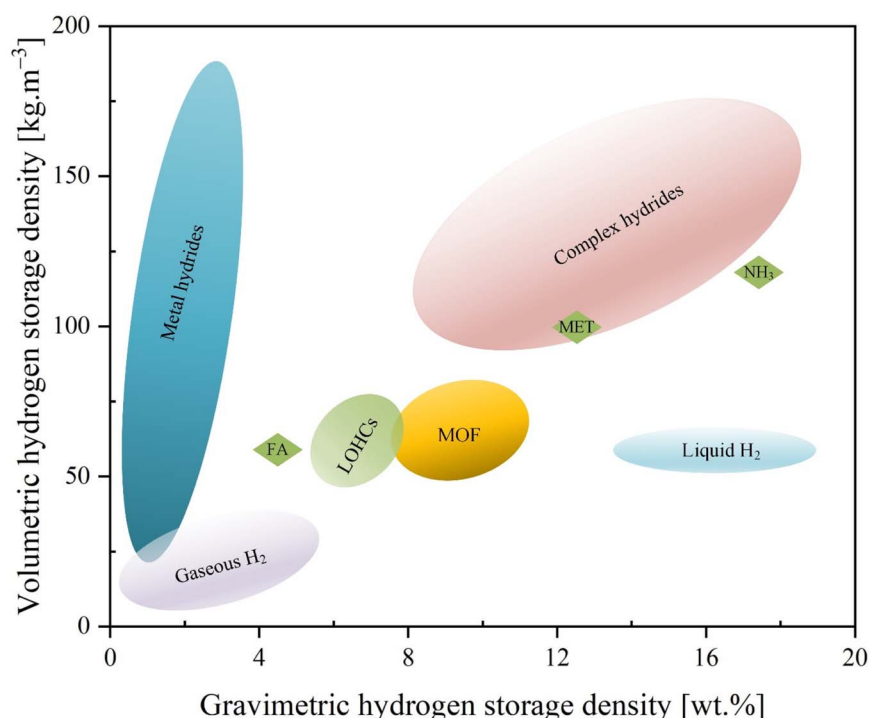 Volumetric hydrogen storage density [kg.m⁻³]
200
150
100
50
0
Metal hydrides
Complex hydrides
NH₃
MET
FA
LOHCs
MOF
Liquid H₂
Gaseous H₂
0 4 8 12 16 20
Gravimetric hydrogen storage density [wt.%]